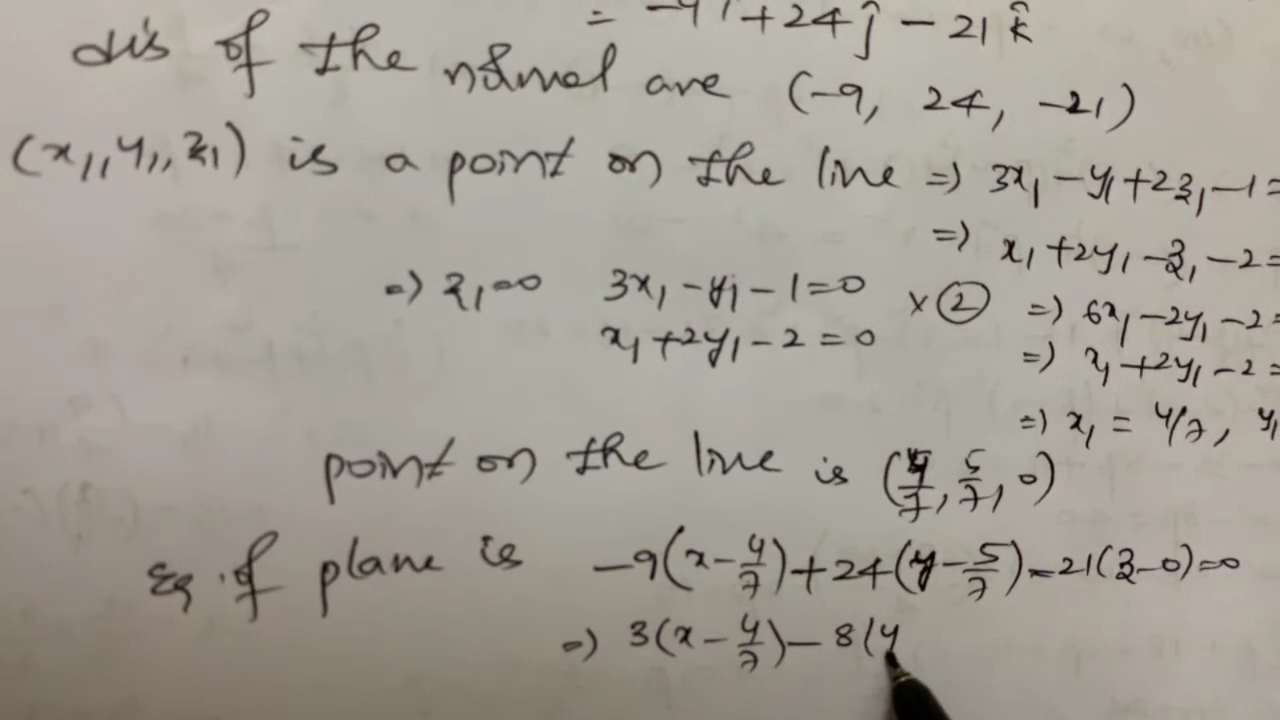 = -9î + 24ĵ - 21k̂
d.r's of the normal are (-9, 24, -21)
(x₁, y₁, z₁) is a point on the line ⇒ 3x₁ - y₁ + 2z₁ - 1 =
⇒ x₁ + 2y₁ - z₁ - 2 =
⇒ z₁ = 0 3x₁ - y₁ - 1 = 0 × ② ⇒ 6x₁ - 2y₁ - 2 =
x₁ + 2y₁ - 2 = 0 ⇒ x₁ + 2y₁ - 2 =
⇒ x₁ = 4/7, y₁
point on the line is (4/7, 5/7, 0)
Eq. of plane is -9(x - 4/7) + 24(y - 5/7) - 21(z - 0) = 0
⇒ 3(x - 4/7) - 8(y